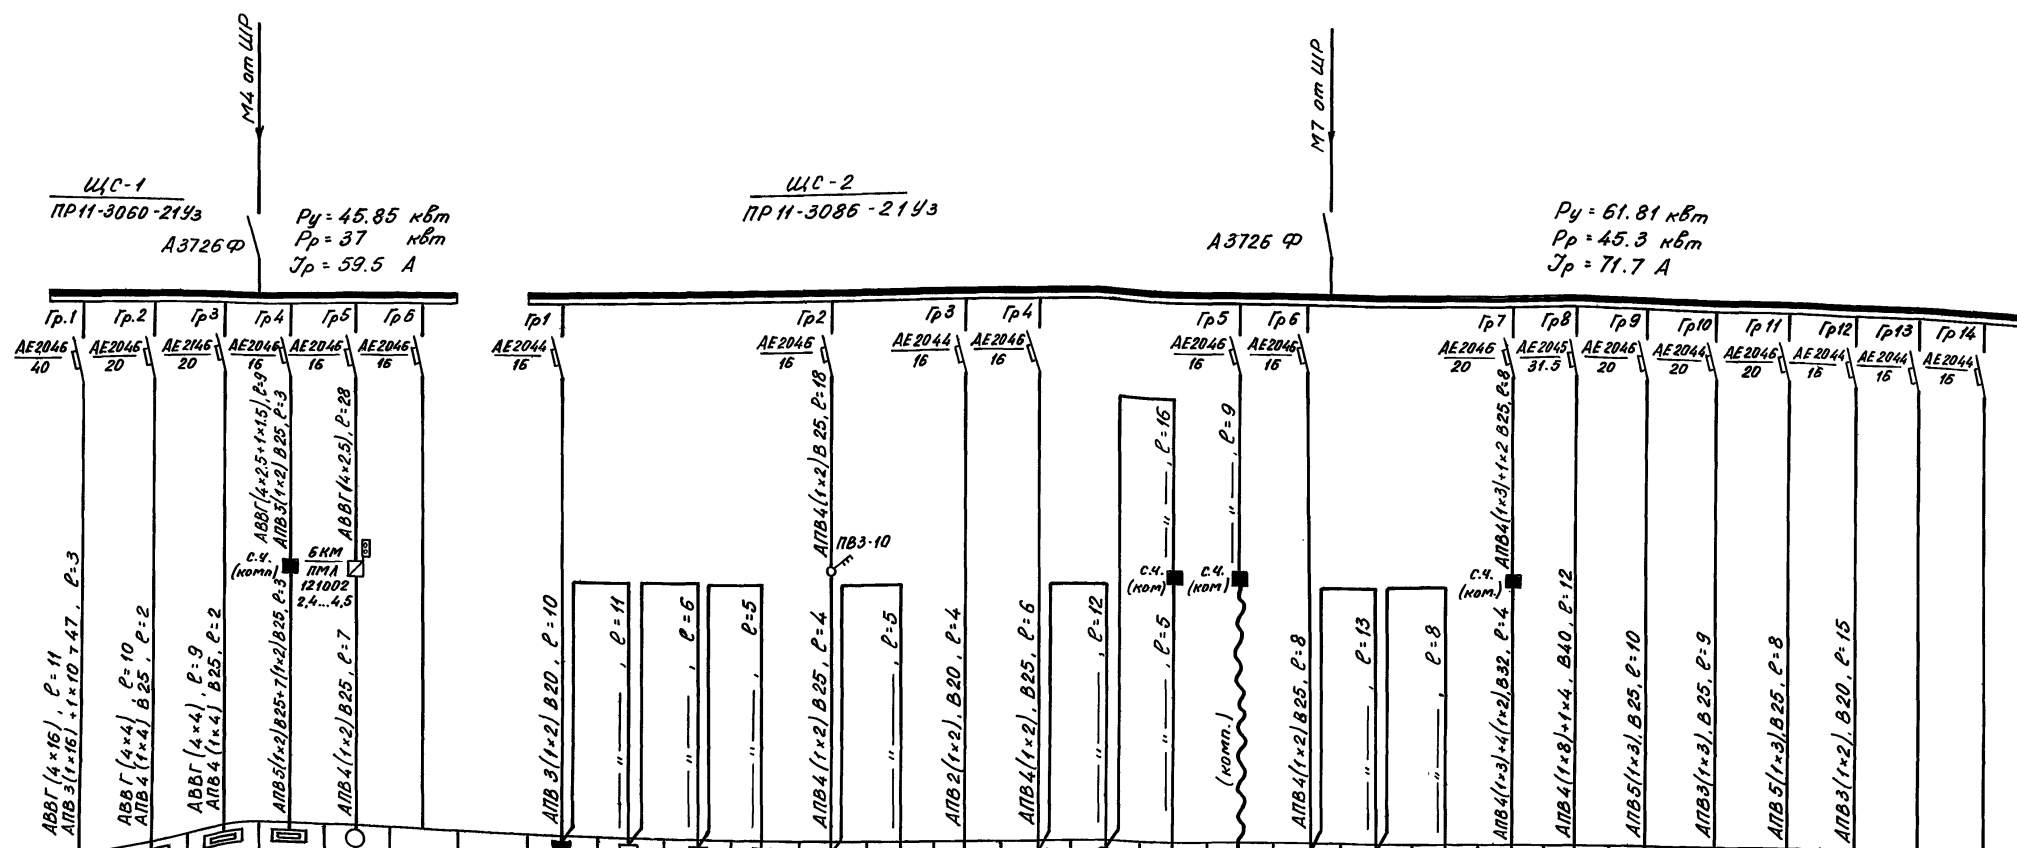 М4 от ШР
ЩС-1
ПР11-3060-21У3
А3726 Ф
Ру = 45.85 квт
Рр = 37 квт
Jр = 59.5 А
Гр.1
Гр.2
Гр3
Гр4
Гр5
Гр6
АЕ2046
40
АЕ2046
20
АЕ2146
20
АЕ2046
16
АЕ2046
16
АЕ2046
16
АВВГ(4×16), ℓ=11
АПВ3(1×16)+1×10 т47, ℓ=3
АВВГ(4×4), ℓ=10
АПВ4(1×4) В25, ℓ=2
АВВГ(4×4), ℓ=9
АПВ4(1×4) В25, ℓ=2
АВВГ(4×2.5+1×1.5), ℓ=9
АПВ5(1×2) В25, ℓ=3
с.ч.
(комп)
АПВ5(1×2)В25+7(1×2)В25, ℓ=3
АВВГ(4×2.5), ℓ=28
6КМ
ПМЛ
121002
2,4...4,5
АПВ4(1×2)В25, ℓ=7
М7 от ШР
ЩС-2
ПР11-3086-21У3
А3726 Ф
Ру = 61.81 квт
Рр = 45.3 квт
Jр = 71.7 А
Гр1
Гр2
Гр3
Гр4
Гр5
Гр6
Гр7
Гр8
Гр9
Гр10
Гр11
Гр12
Гр13
Гр14
АЕ2044
16
АЕ2046
16
АЕ2044
16
АЕ2046
16
АЕ2046
16
АЕ2046
16
АЕ2046
20
АЕ2045
31.5
АЕ2046
20
АЕ2044
20
АЕ2046
20
АЕ2044
16
АЕ2044
16
АЕ2044
16
АПВ3(1×2) В20, ℓ=10
—"—, ℓ=11
—"—, ℓ=6
—"—, ℓ=5
АПВ4(1×2)В25, ℓ=18
ПВ3-10
АПВ4(1×2) В25, ℓ=4
—"—, ℓ=5
АПВ2(1×2), В20, ℓ=4
АПВ4(1×2), В25, ℓ=6
—"—, ℓ=12
—"—, ℓ=16
с.ч.
(ком)
—"—, ℓ=5
—"—, ℓ=9
с.ч.
(ком)
(комп.)
АПВ4(1×2)В25, ℓ=8
—"—, ℓ=13
—"—, ℓ=8
АПВ4(1×3)+1×2 В25, ℓ=8
с.ч.
(ком.)
АПВ4(1×3)+4(1×2)В32, ℓ=4
АПВ4(1×8)+1×4, В40, ℓ=12
АПВ5(1×3), В25, ℓ=10
АПВ3(1×3), В25, ℓ=9
АПВ5(1×3), В25, ℓ=8
АПВ3(1×2), В20, ℓ=15